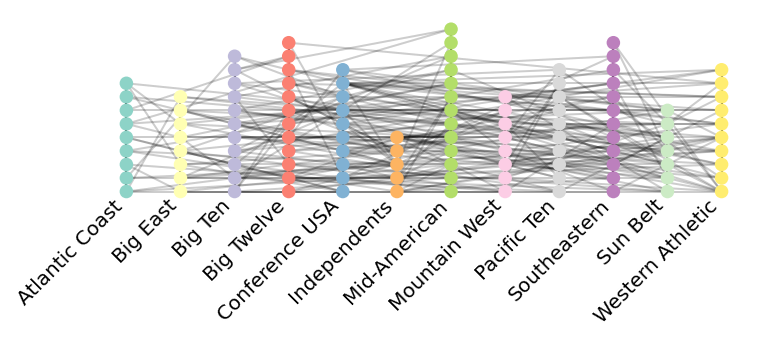 Atlantic Coast
Big East
Big Ten
Big Twelve
Conference USA
Independents
Mid-American
Mountain West
Pacific Ten
Southeastern
Sun Belt
Western Athletic